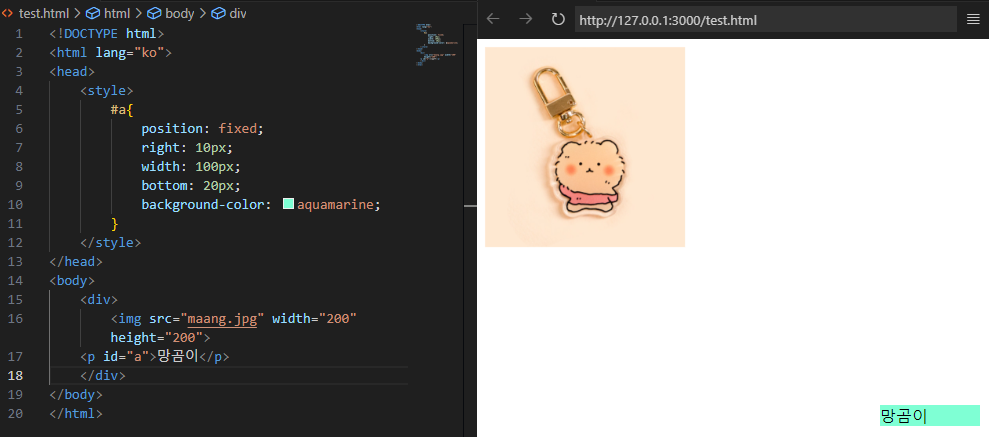 test.html > html > body > div
http://127.0.0.1:3000/test.html
1 <!DOCTYPE html>
2 <html lang="ko">
3 <head>
4 <style>
5 #a{
6 position: fixed;
7 right: 10px;
8 width: 100px;
9 bottom: 20px;
10 background-color: aquamarine;
11 }
12 </style>
13 </head>
14 <body>
15 <div>
16 <img src="maang.jpg" width="200"
height="200">
17 <p id="a">망곰이</p>
18 </div>
19 </body>
20 </html>
망곰이